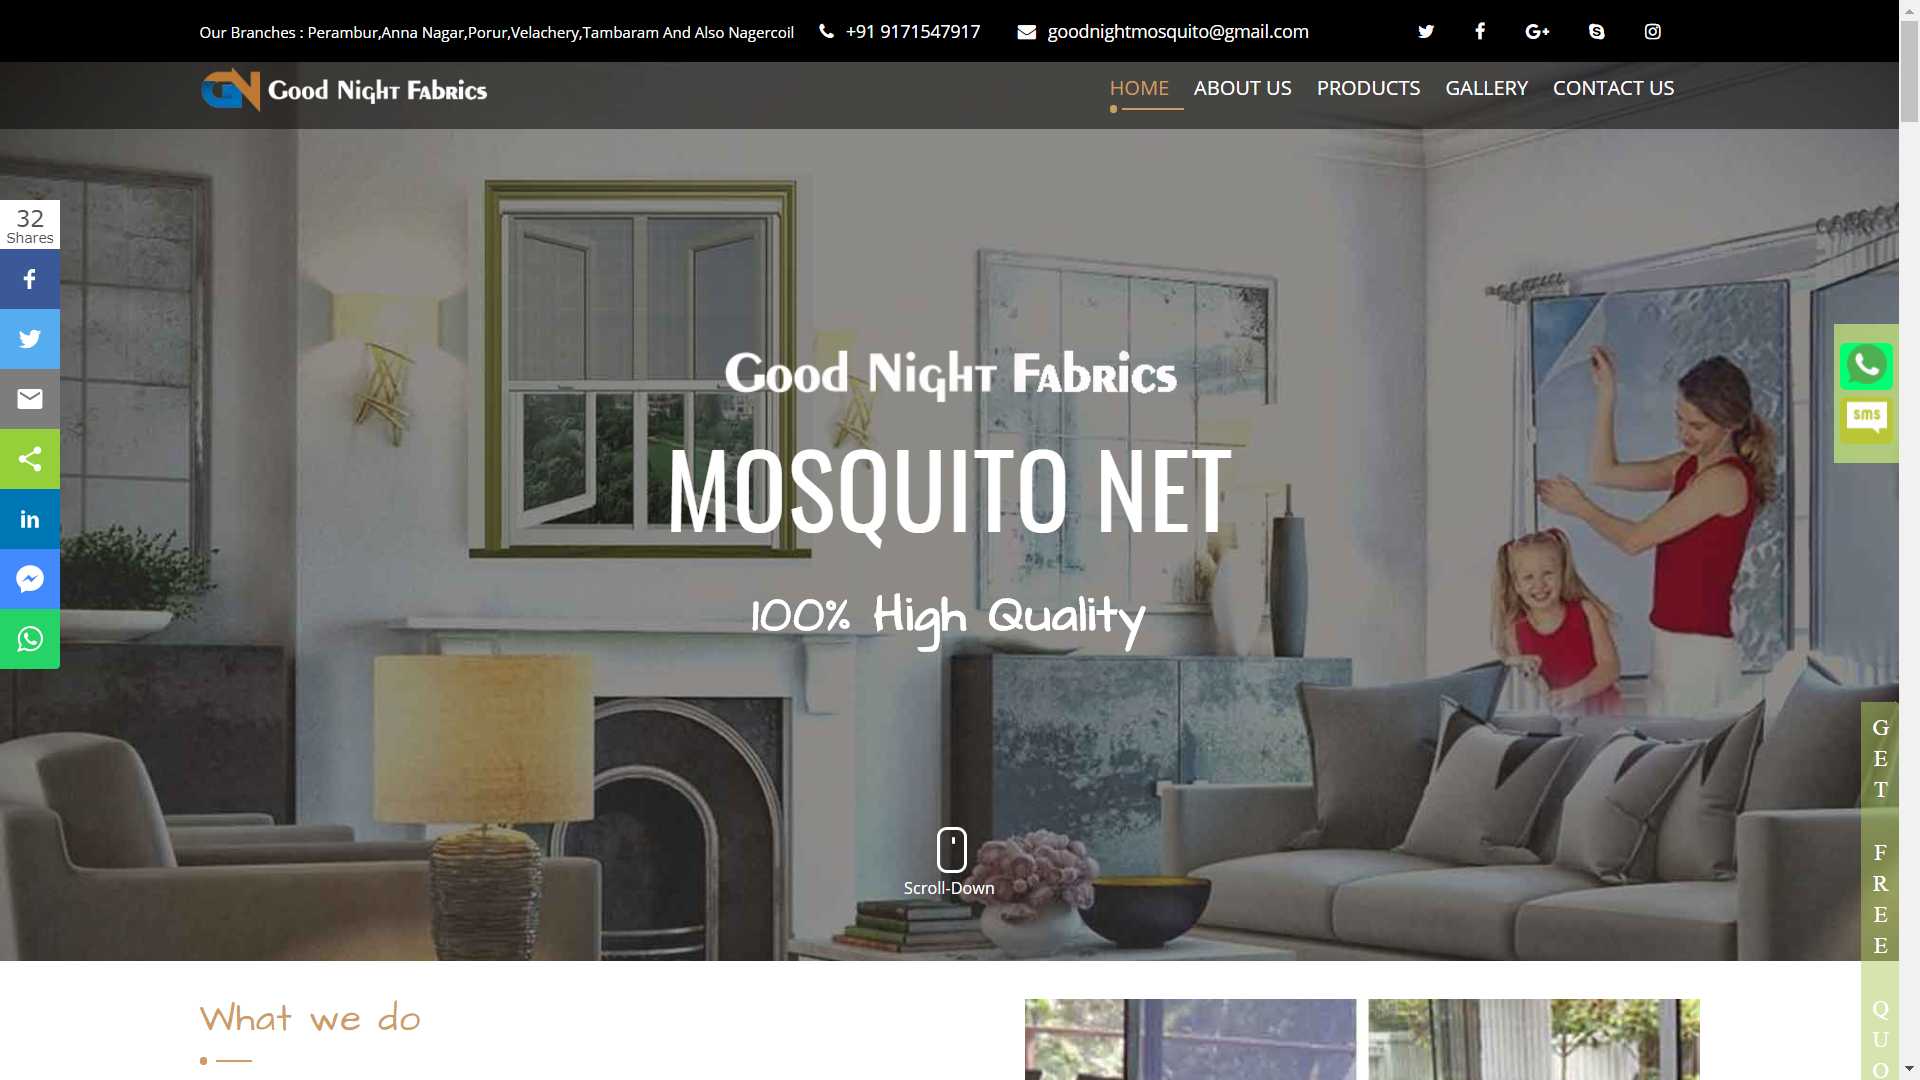 Our Branches : Perambur,Anna Nagar,Porur,Velachery,Tambaram And Also Nagercoil
+91 9171547917
goodnightmosquito@gmail.com
GN Good Night Fabrics
HOME
ABOUT US
PRODUCTS
GALLERY
CONTACT US
32
Shares
sms
Good Night Fabrics
MOSQUITO NET
100% High Quality
Scroll-Down
GET FREE QUO
What we do